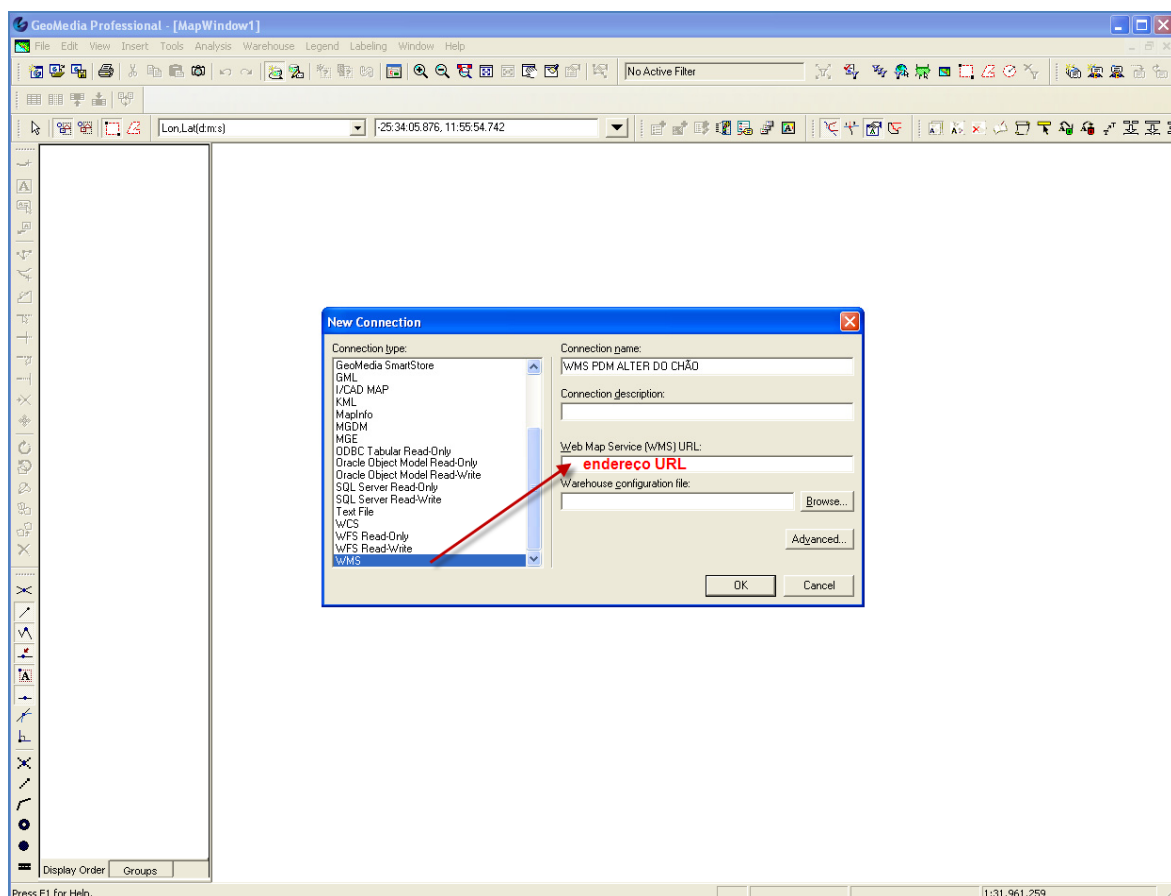 GeoMedia Professional - [MapWindow1]
File Edit View Insert Tools Analysis Warehouse Legend Labeling Window Help
No Active Filter
Lon,Lat(d:m:s)
-25:34:05.876, 11:55:54.742
New Connection
Connection type:
GeoMedia SmartStore
GML
I/CAD MAP
KML
MapInfo
MGDM
MGE
ODBC Tabular Read-Only
Oracle Object Model Read-Only
Oracle Object Model Read-Write
SQL Server Read-Only
SQL Server Read-Write
Text File
WCS
WFS Read-Only
WFS Read-Write
WMS
Connection name:
WMS PDM ALTER DO CHÃO
Connection description:
Web Map Service (WMS) URL:
endereço URL
Warehouse configuration file:
Browse...
Advanced...
OK Cancel
Display Order Groups
Press F1 for Help.
1:31,961,259